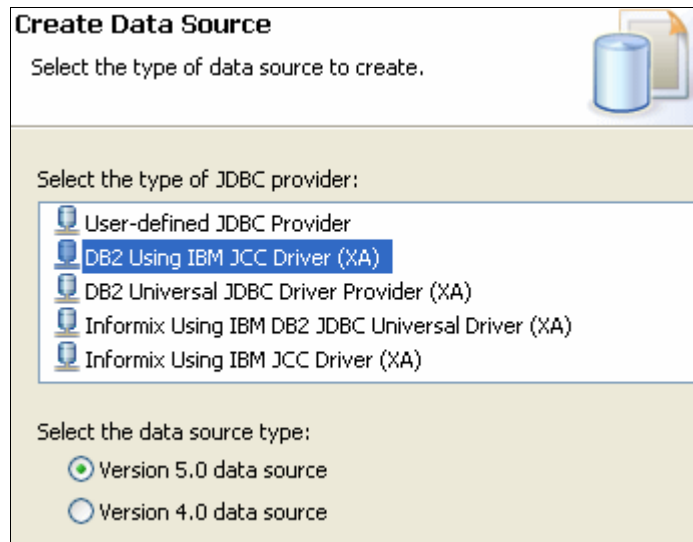 Create Data Source
Select the type of data source to create.
Select the type of JDBC provider:
User-defined JDBC Provider
DB2 Using IBM JCC Driver (XA)
DB2 Universal JDBC Driver Provider (XA)
Informix Using IBM DB2 JDBC Universal Driver (XA)
Informix Using IBM JCC Driver (XA)
Select the data source type:
Version 5.0 data source
Version 4.0 data source